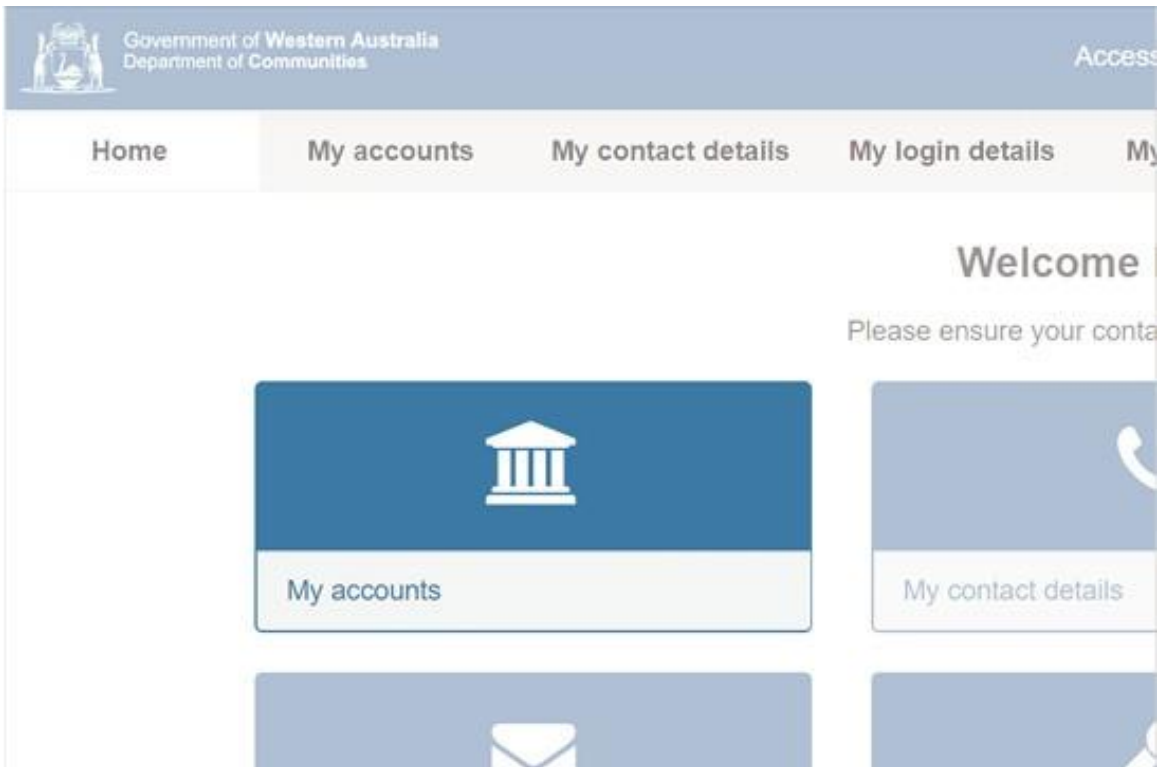 Government of Western Australia
Department of Communities
Access
Home My accounts My contact details My login details My
Welcome
Please ensure your conta
My accounts My contact details